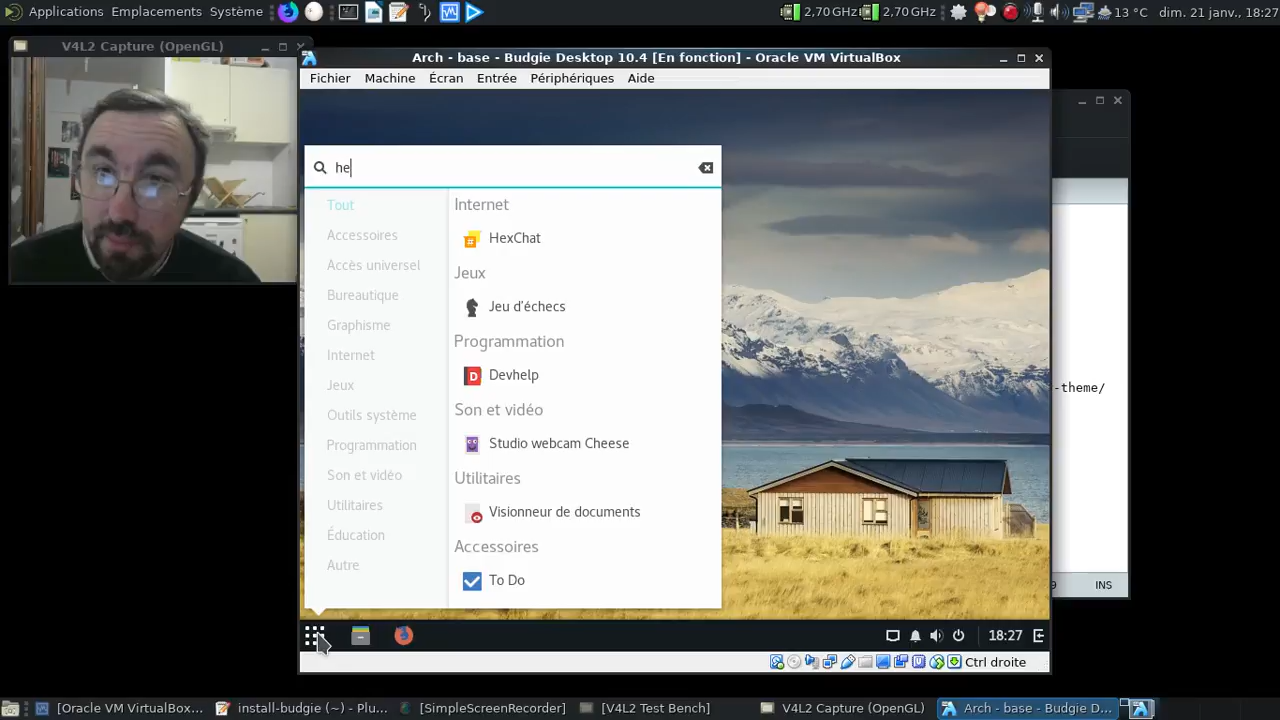 Applications Emplacements Système
2,70 GHz 2,70 GHz 13 °C dim. 21 janv., 18:27
V4L2 Capture (OpenGL)
Arch - base - Budgie Desktop 10.4 [En fonction] - Oracle VM VirtualBox
Fichier Machine Écran Entrée Périphériques Aide
he
Tout
Accessoires
Accès universel
Bureautique
Graphisme
Internet
Jeux
Outils système
Programmation
Son et vidéo
Utilitaires
Éducation
Autre
Internet
HexChat
Jeux
Jeu d'échecs
Programmation
Devhelp
Son et vidéo
Studio webcam Cheese
Utilitaires
Visionneur de documents
Accessoires
To Do
-theme/
9 INS
18:27
Ctrl droite
[Oracle VM VirtualBox... install-budgie (~) - Plu... [SimpleScreenRecorder] [V4L2 Test Bench] V4L2 Capture (OpenGL) Arch - base - Budgie D...